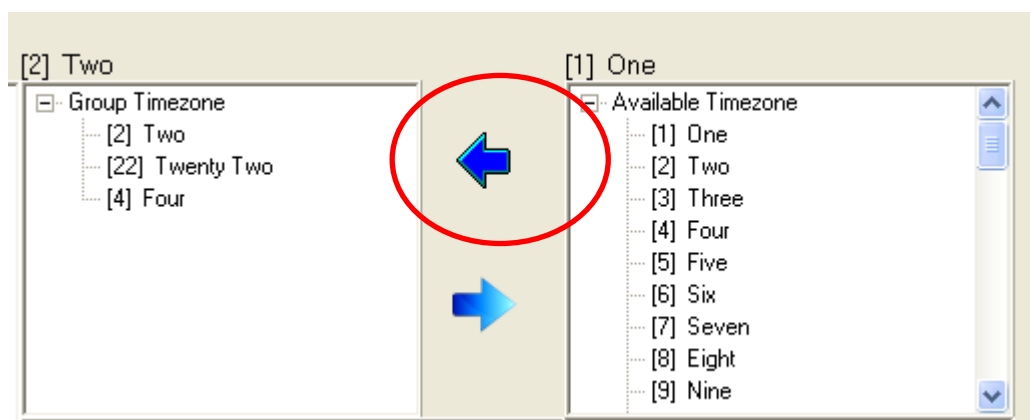 [2] Two
Group Timezone
[2] Two
[22] Twenty Two
[4] Four
[1] One
Available Timezone
[1] One
[2] Two
[3] Three
[4] Four
[5] Five
[6] Six
[7] Seven
[8] Eight
[9] Nine